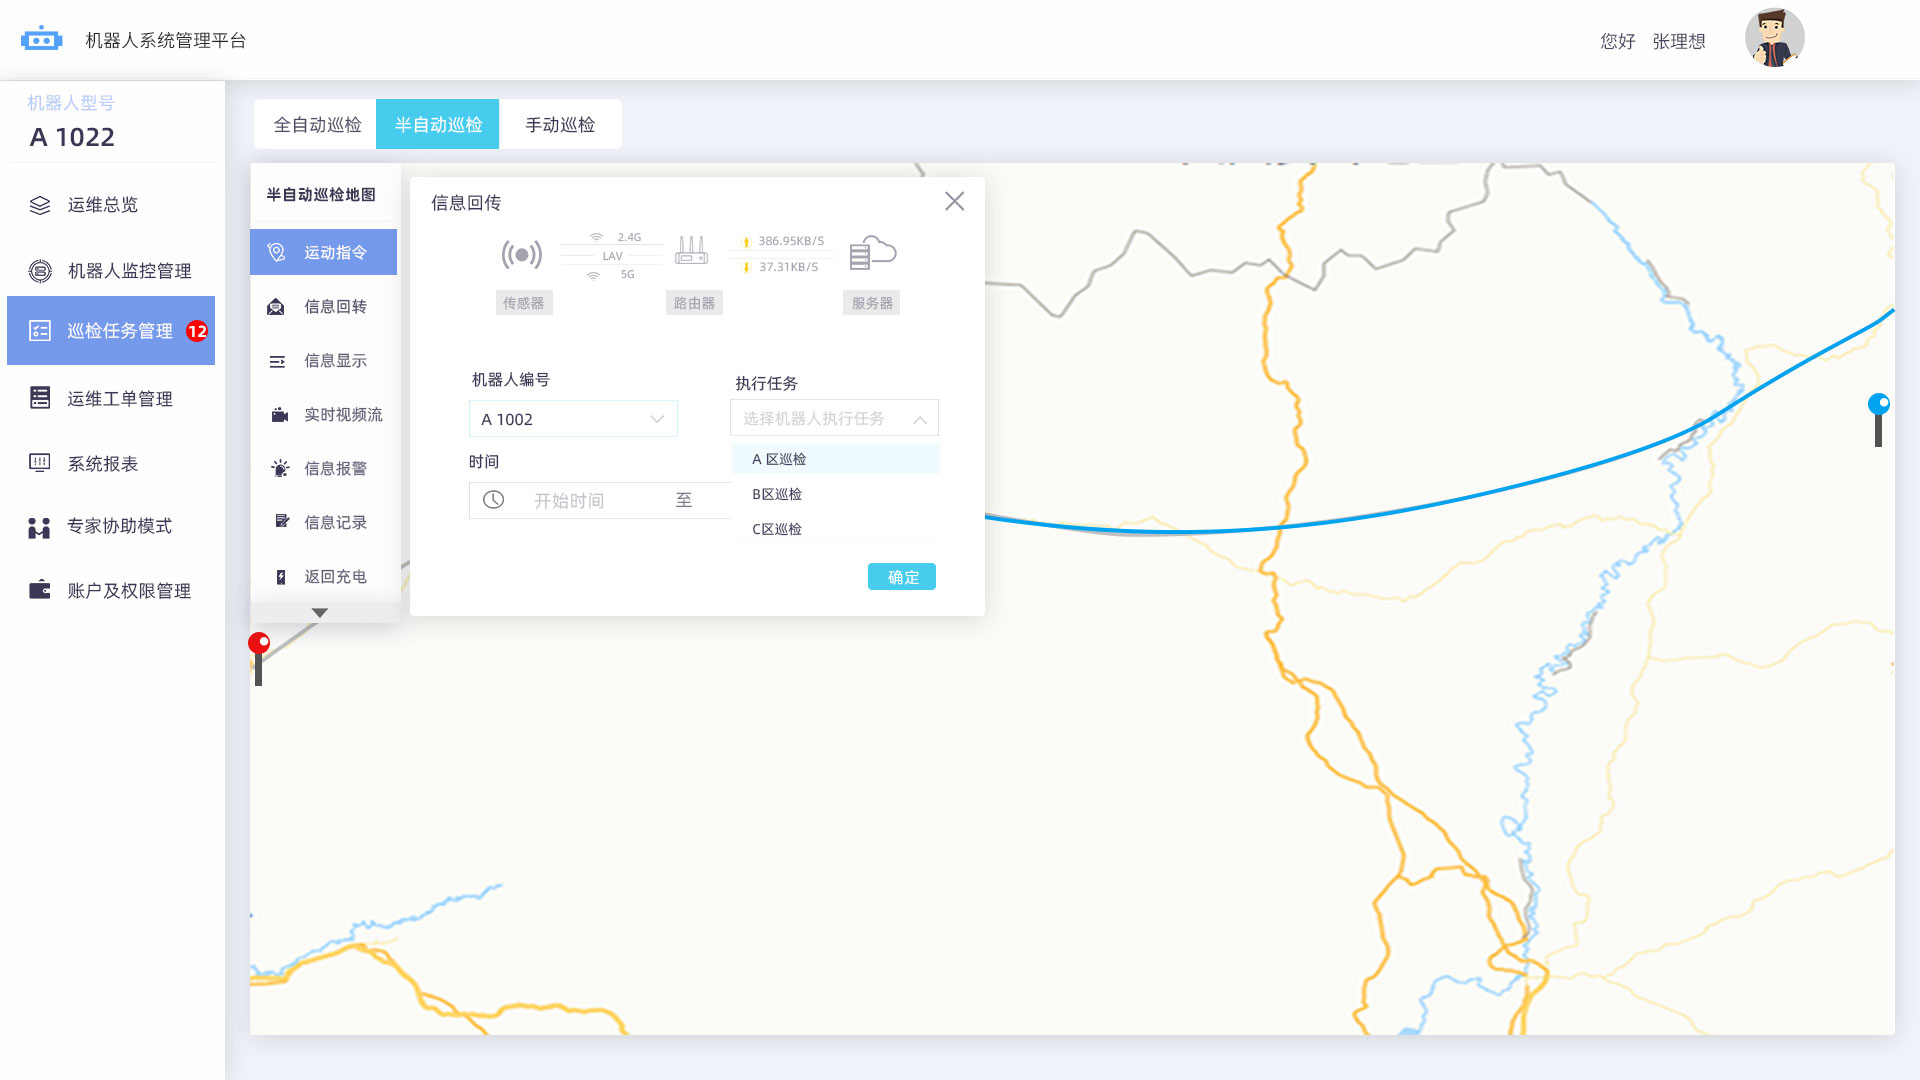 机器人系统管理平台
您好 张理想
机器人型号
A 1022
运维总览
机器人监控管理
巡检任务管理 12
运维工单管理
系统报表
专家协助模式
账户及权限管理
全自动巡检 半自动巡检 手动巡检
半自动巡检地图
运动指令
信息回转
信息显示
实时视频流
信息报警
信息记录
返回充电
信息回传
2.4G
LAV
5G
386.95KB/S
37.31KB/S
传感器 路由器 服务器
机器人编号
A 1002
执行任务
选择机器人执行任务
A 区巡检
B区巡检
C区巡检
时间
开始时间 至
确定